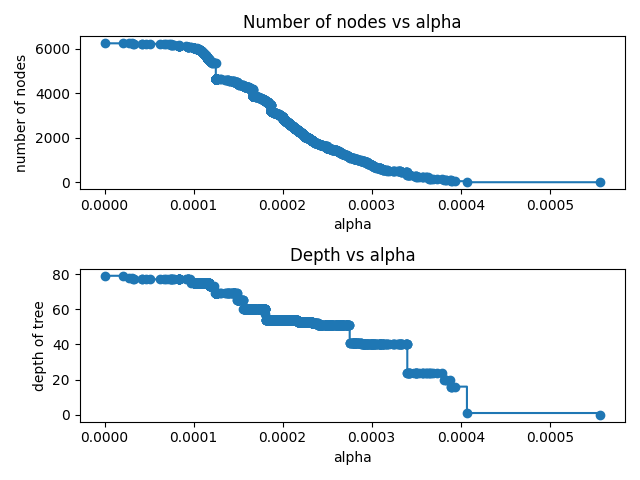 Number of nodes vs alpha
number of nodes
6000
4000
2000
0
0.0000 0.0001 0.0002 0.0003 0.0004 0.0005
alpha
Depth vs alpha
depth of tree
80
60
40
20
0
0.0000 0.0001 0.0002 0.0003 0.0004 0.0005
alpha